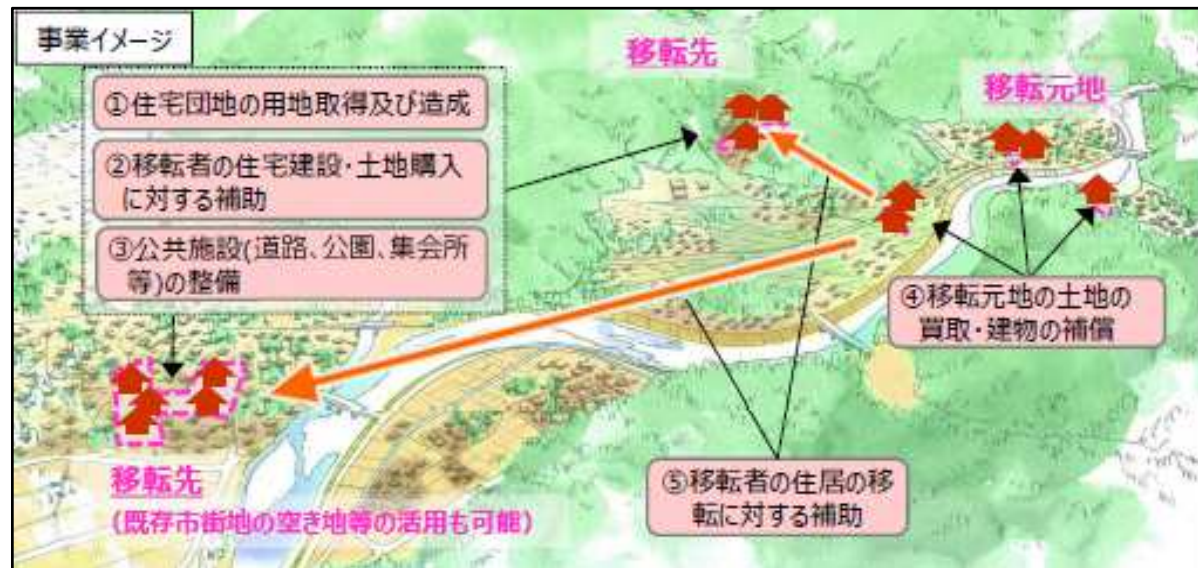 事業イメージ
移転先
移転元地
①住宅団地の用地取得及び造成
②移転者の住宅建設・土地購入
に対する補助
③公共施設(道路、公園、集会所
等)の整備
④移転元地の土地の
買取・建物の補償
移転先
(既存市街地の空き地等の活用も可能)
⑤移転者の住居の移
転に対する補助